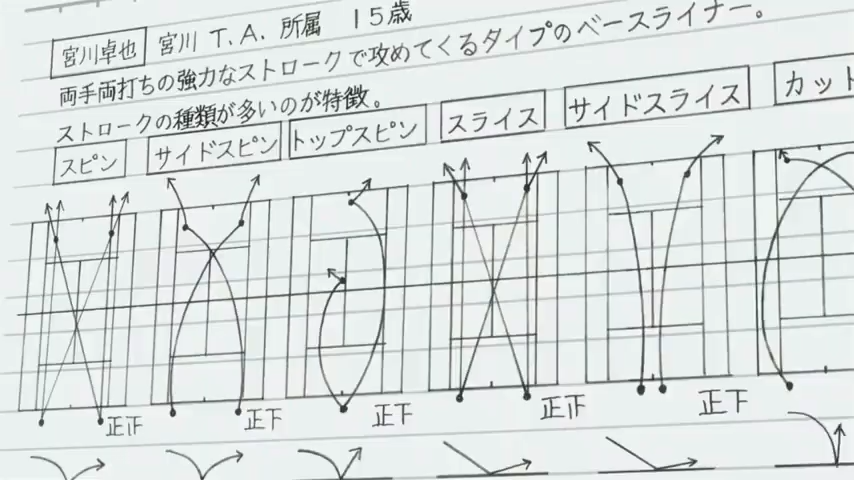 宮川卓也 宮川 T.A. 所属 15歳
両手両打ちの強力なストロークで攻めてくるタイプのベースライナー。
ストロークの種類が多いのが特徴。
スピン サイドスピン トップスピン スライス サイドスライス カット
正下 正下 正下 正正 正下